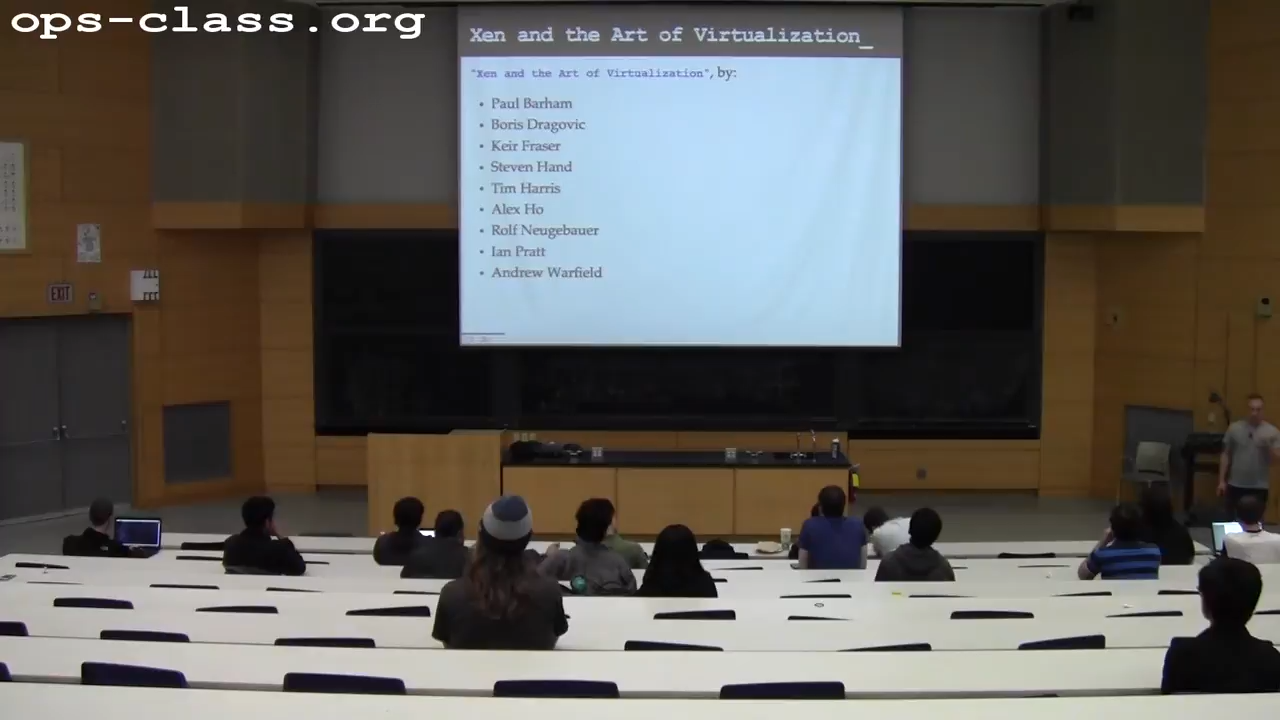 ops-class.org
Xen and the Art of Virtualization_
"Xen and the Art of Virtualization", by:
• Paul Barham
• Boris Dragovic
• Keir Fraser
• Steven Hand
• Tim Harris
• Alex Ho
• Rolf Neugebauer
• Ian Pratt
• Andrew Warfield
EXIT